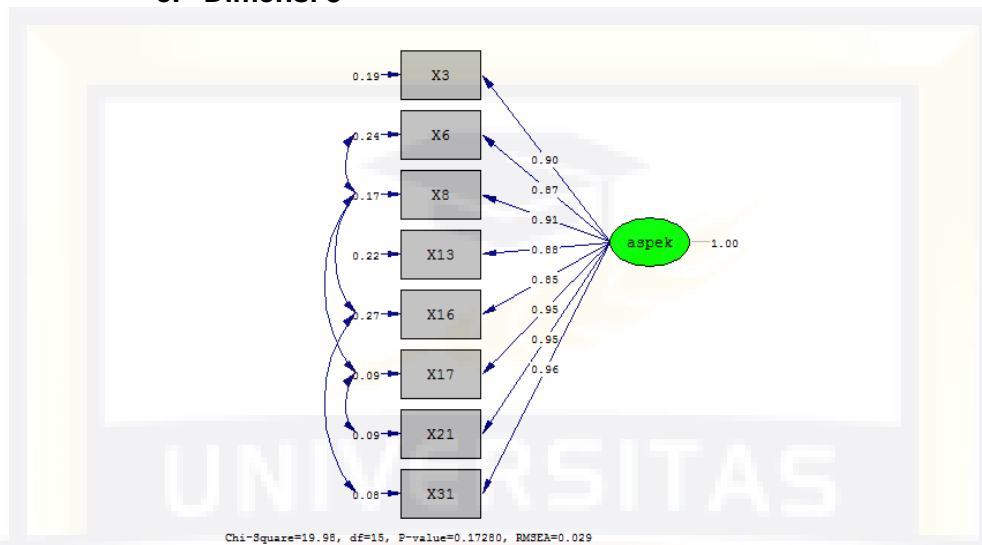 Dimensi
0.19 X3
0.24 X6
0.90
0.17 X8
0.87
0.91
aspek 1.00
0.22 X13
0.88
0.85
0.27 X16
0.95
0.95
0.09 X17
0.96
0.09 X21
UNIVERSITAS
0.08 X31
Chi-Square=19.98, df=15, P-value=0.17280, RMSEA=0.029